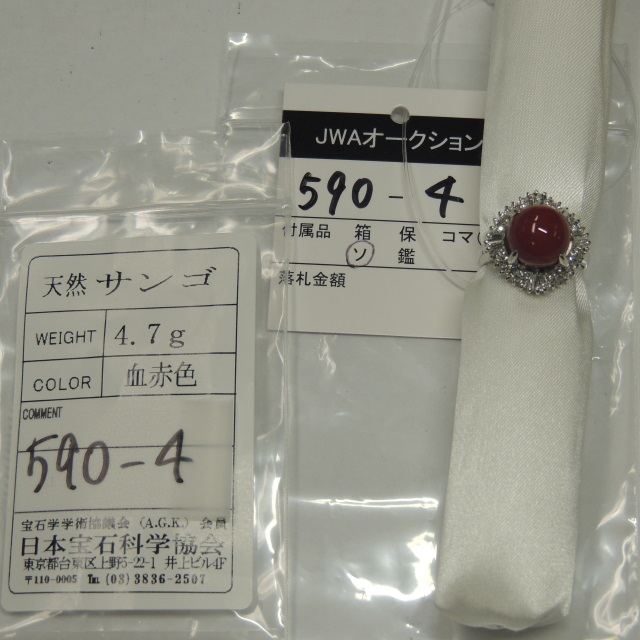 JWAオークション
590-4
付属品 箱 保 コマ(
ソ 鑑
落札金額
天然サンゴ
WEIGHT 4.7g
COLOR 血赤色
COMMENT
590-4
宝石学学術協議会(A.G.K.)会員
日本宝石科学協会
東京都台東区上野5-22-1 井上ビル4F
〒110-0005 TEL (03)3836-2507